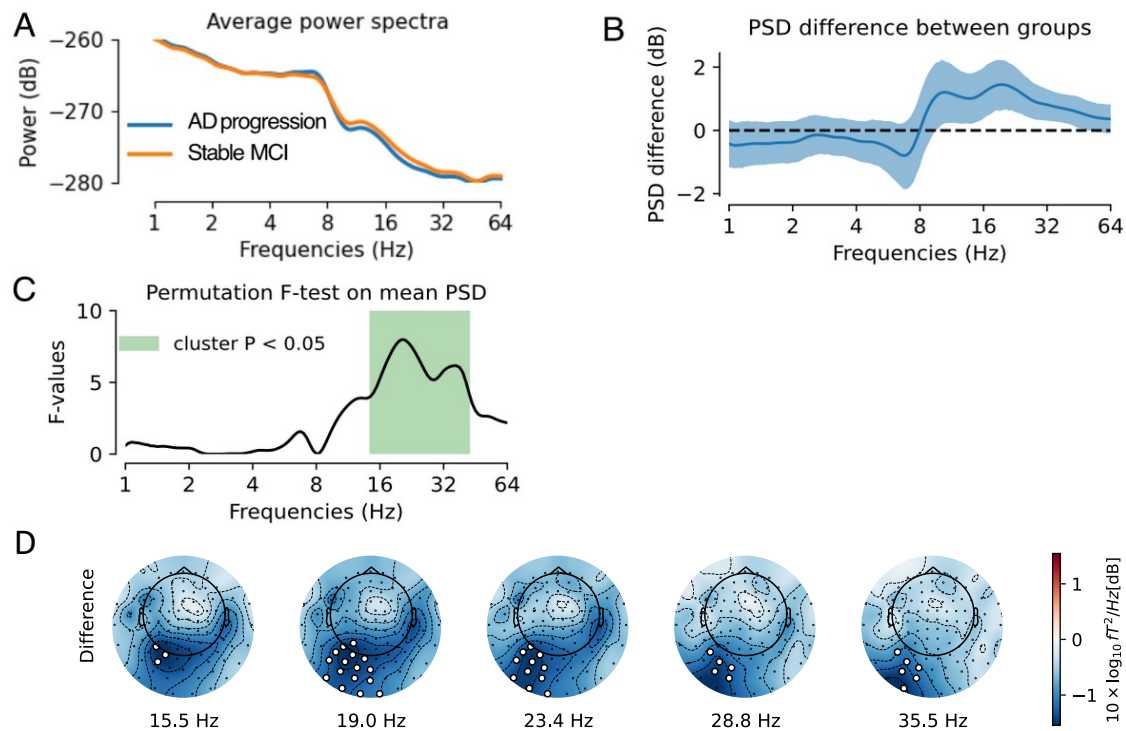 A
Average power spectra
Power (dB)
−260
−270
−280
AD progression
Stable MCI
1 2 4 8 16 32 64
Frequencies (Hz)
B
PSD difference between groups
PSD difference (dB)
2
0
−2
1 2 4 8 16 32 64
Frequencies (Hz)
C
Permutation F-test on mean PSD
F-values
10
5
0
cluster P < 0.05
1 2 4 8 16 32 64
Frequencies (Hz)
D
Difference
15.5 Hz 19.0 Hz 23.4 Hz 28.8 Hz 35.5 Hz
1
0
−1
10 × log₁₀ fT²/Hz[dB]